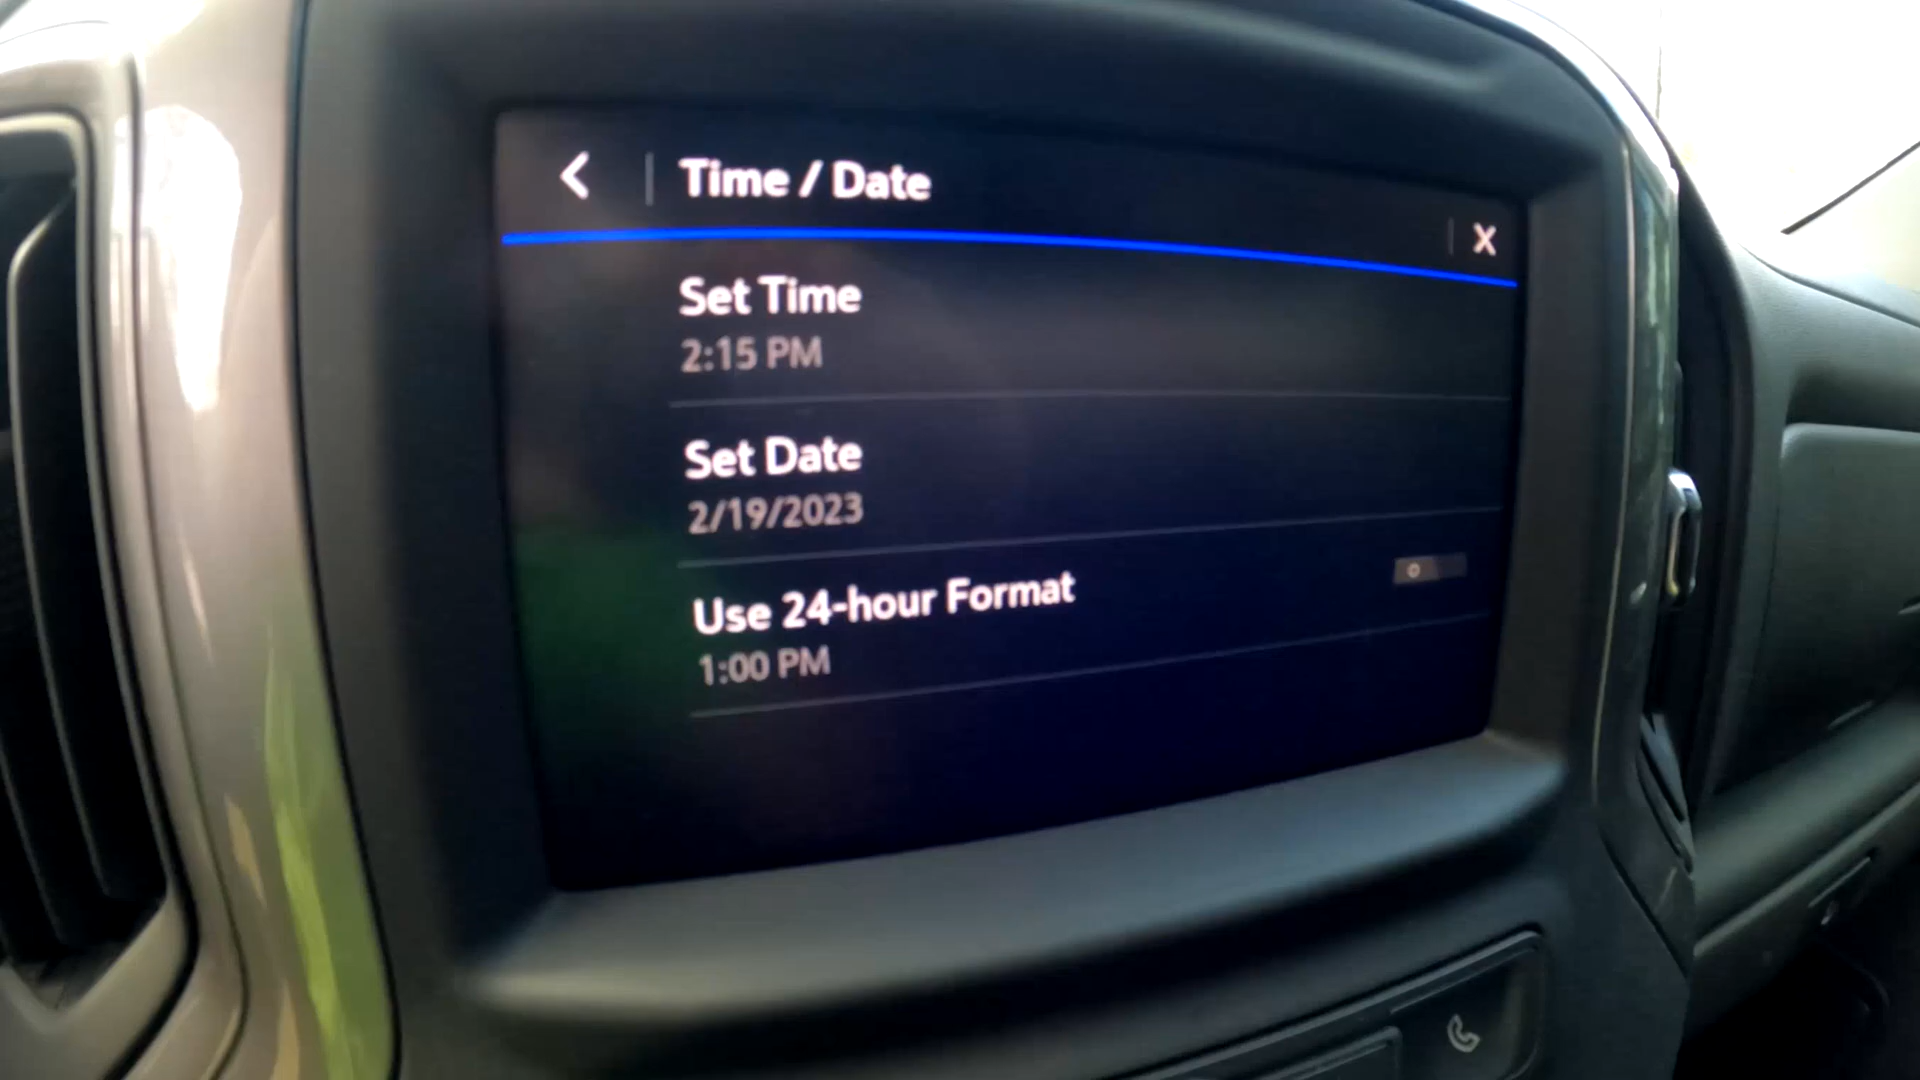 Time / Date
X
Set Time
2:15 PM
Set Date
2/19/2023
Use 24-hour Format
1:00 PM